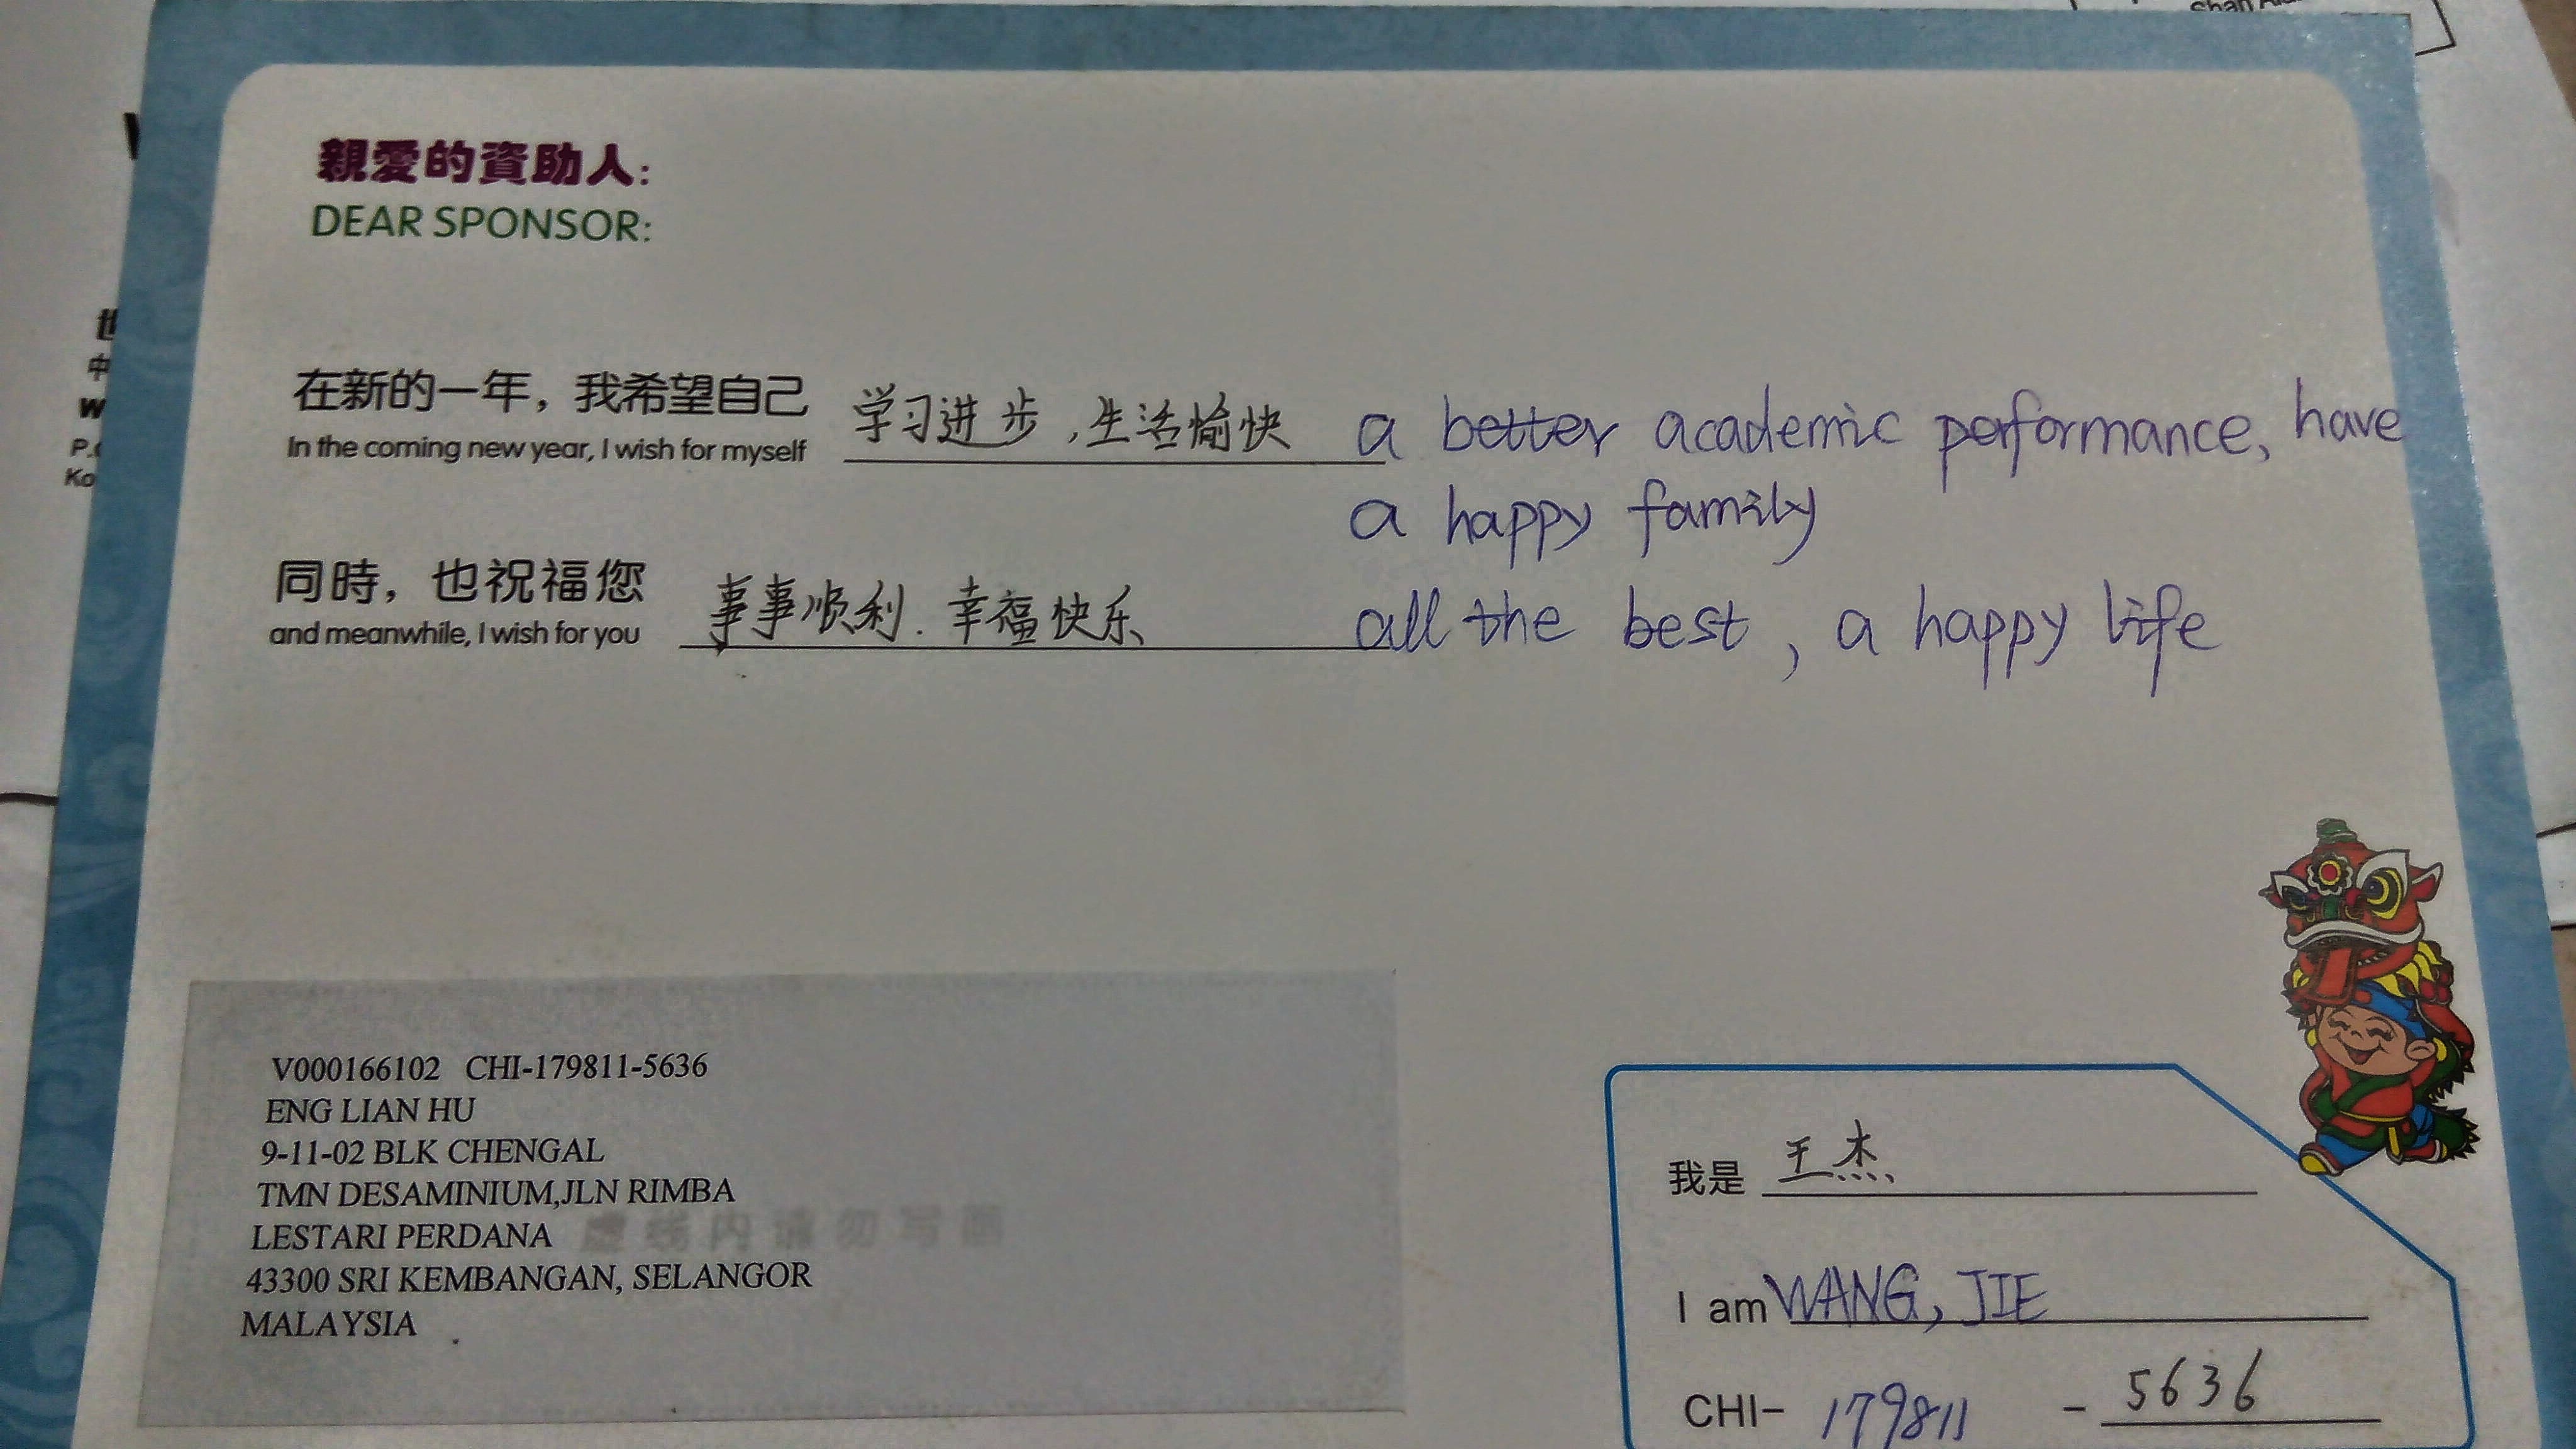 Shah Al
親愛的資助人:
DEAR SPONSOR:
在新的一年，我希望自己 学习进步，生活愉快 a better academic performance, have
In the coming new year, I wish for myself
a happy family
同時，也祝福您 事事顺利.幸福快乐 all the best, a happy life
and meanwhile, I wish for you
世
中
W
P.O
Ko
V000166102 CHI-179811-5636
ENG LIAN HU
9-11-02 BLK CHENGAL
TMN DESAMINIUM,JLN RIMBA
LESTARI PERDANA
虚线内请勿写画
43300 SRI KEMBANGAN, SELANGOR
MALAYSIA
我是 王杰
I am WANG, JIE
CHI- 179811 - 5636